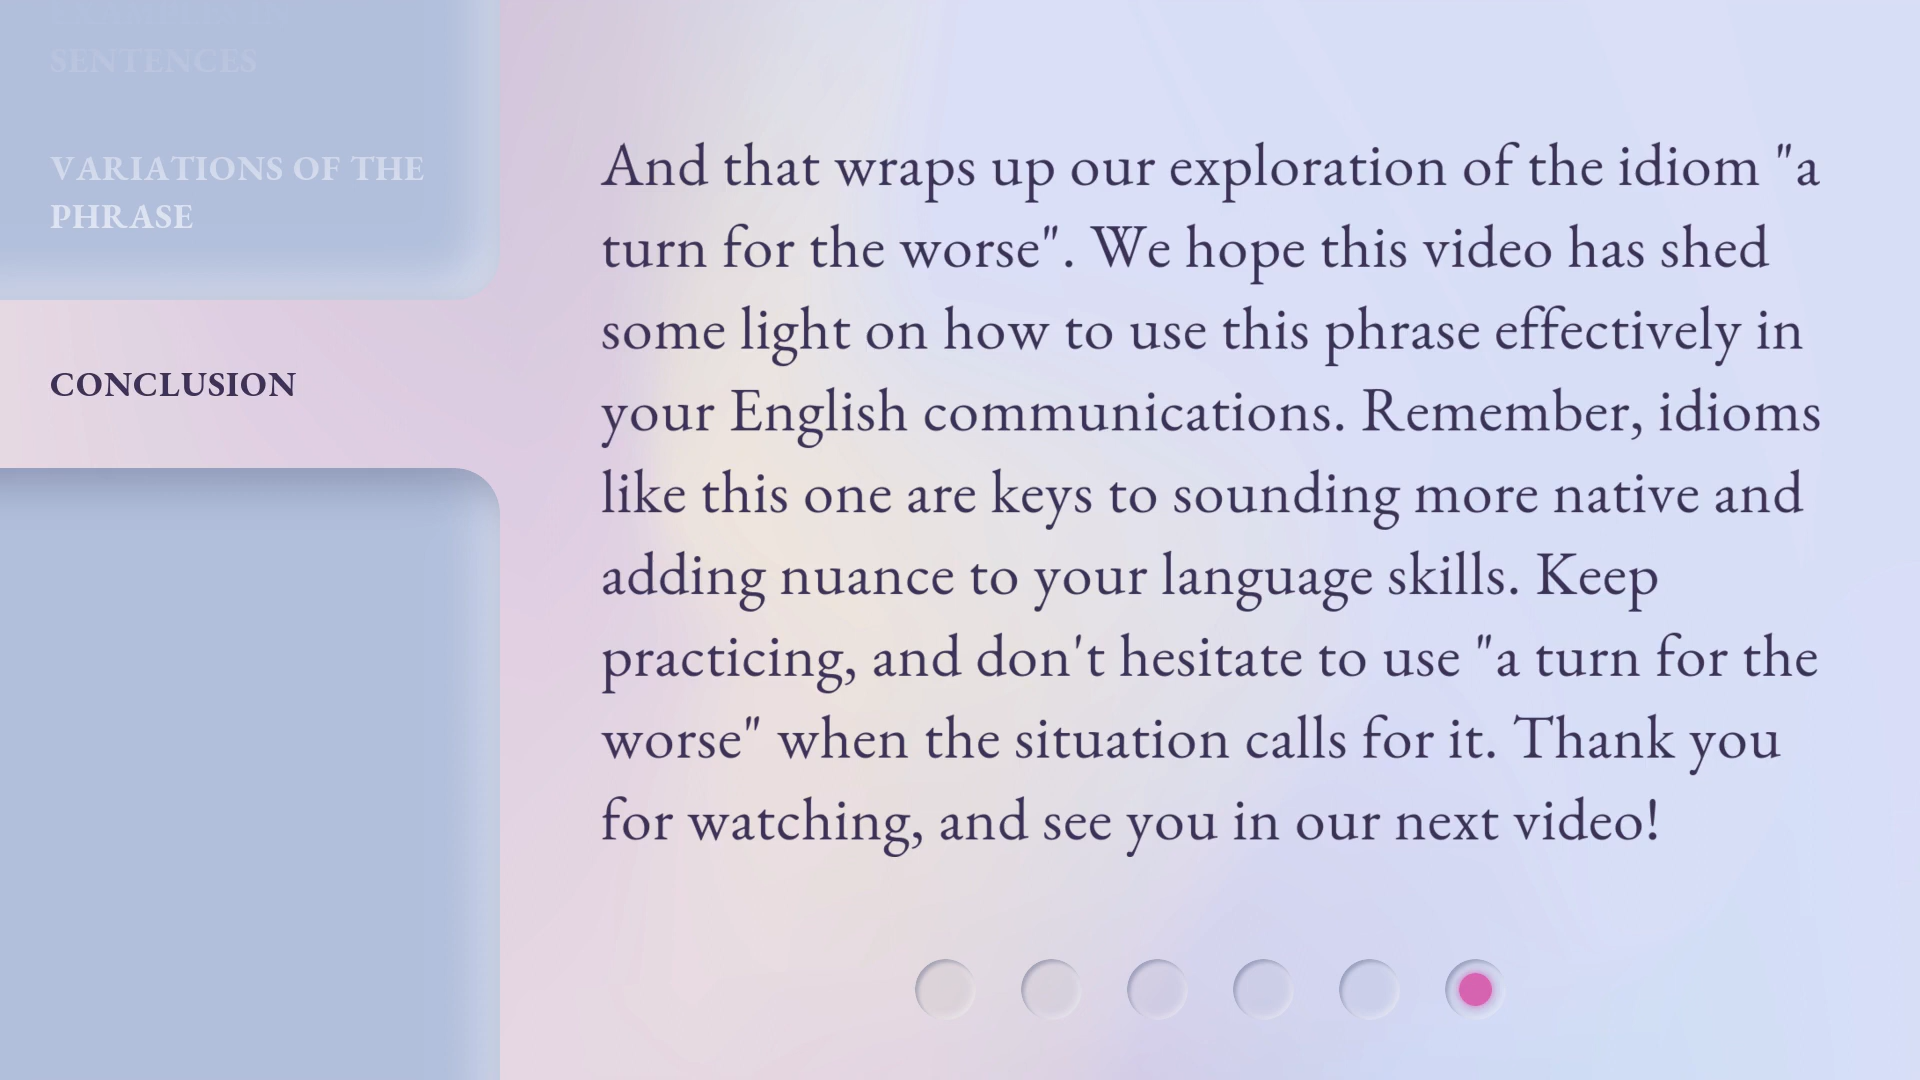 SENTENCES
VARIATIONS OF THE
PHRASE
CONCLUSION
And that wraps up our exploration of the idiom "a
turn for the worse". We hope this video has shed
some light on how to use this phrase effectively in
your English communications. Remember, idioms
like this one are keys to sounding more native and
adding nuance to your language skills. Keep
practicing, and don't hesitate to use "a turn for the
worse" when the situation calls for it. Thank you
for watching, and see you in our next video!